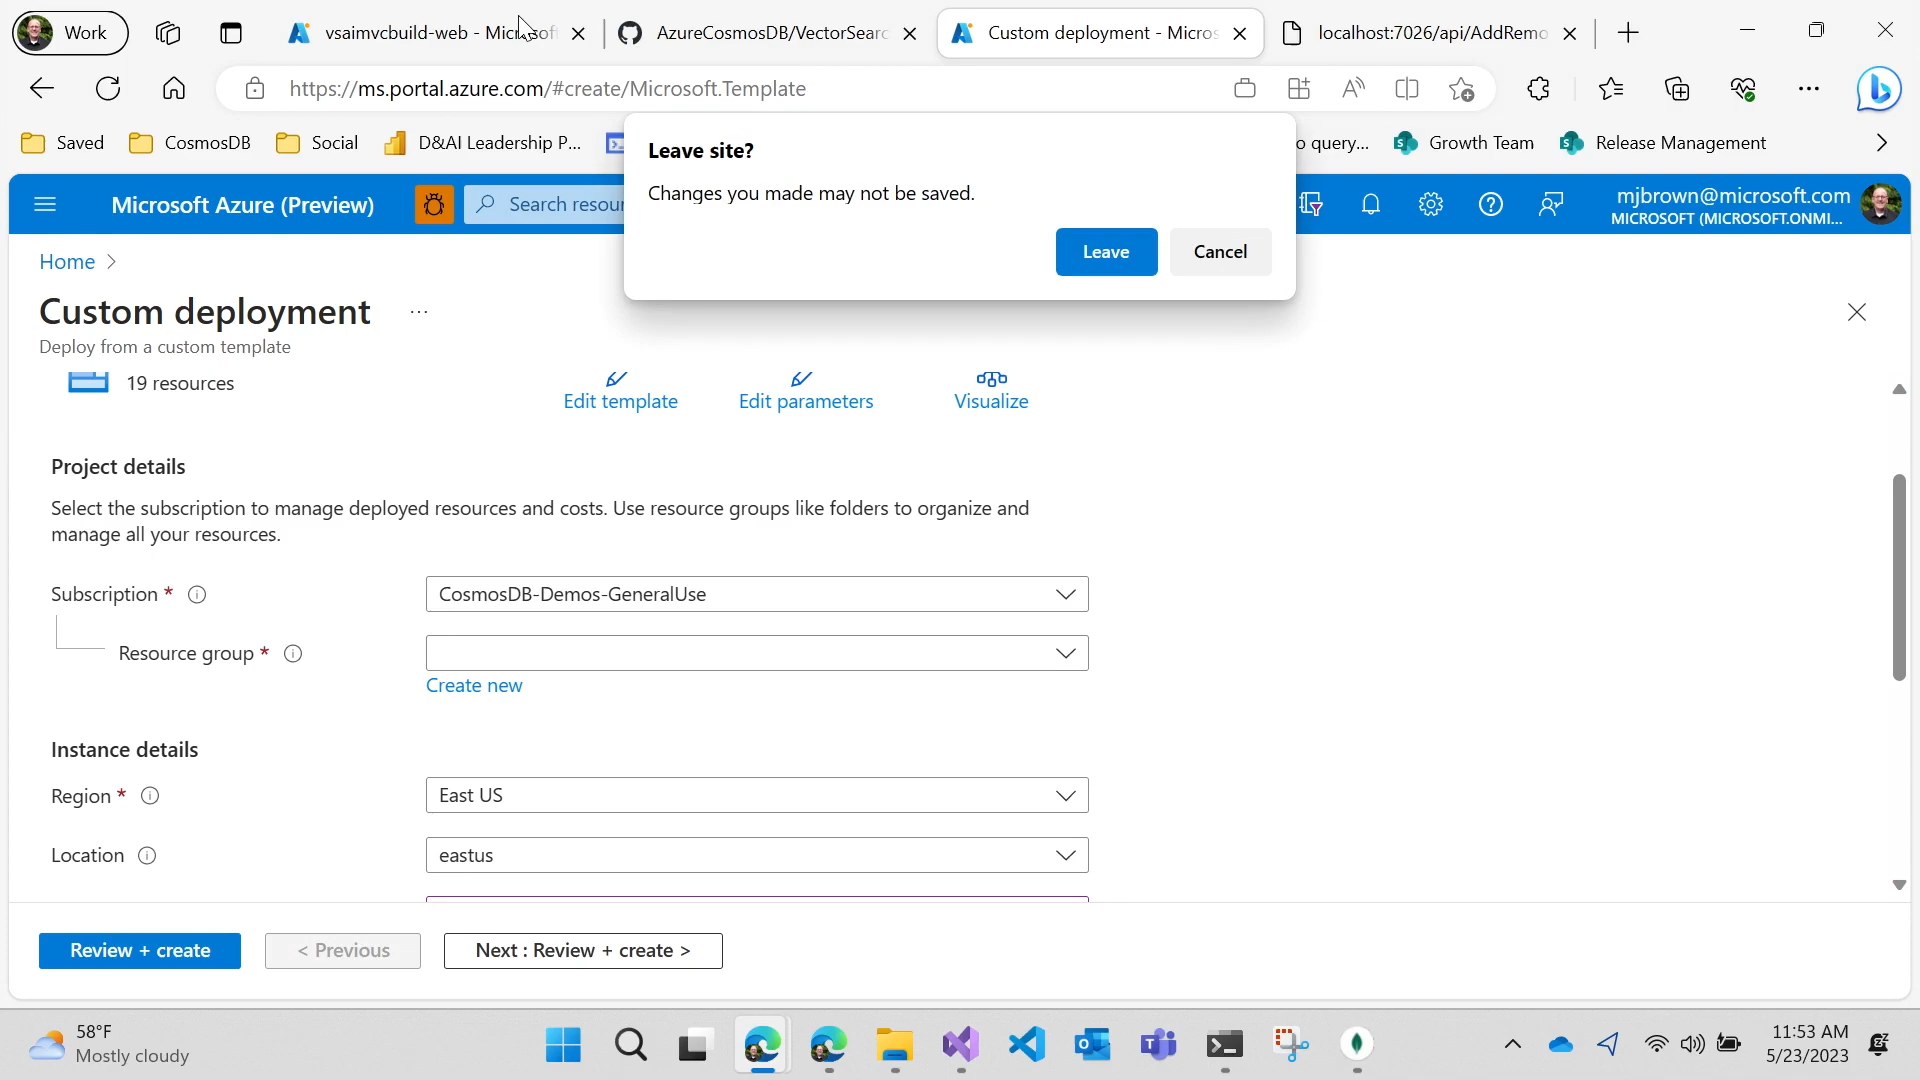 Work
vsaimvcbuild-web - Microsoft
AzureCosmosDB/VectorSearc
Custom deployment - Micros
localhost:7026/api/AddRemo
https://ms.portal.azure.com/#create/Microsoft.Template
Saved
CosmosDB
Social
D&AI Leadership P...
o query...
Growth Team
Release Management
Leave site?
Changes you made may not be saved.
Leave
Cancel
Microsoft Azure (Preview)
Search resour
mjbrown@microsoft.com
MICROSOFT (MICROSOFT.ONMI...
Home >
Custom deployment ...
Deploy from a custom template
19 resources
Edit template
Edit parameters
Visualize
Project details
Select the subscription to manage deployed resources and costs. Use resource groups like folders to organize and
manage all your resources.
Subscription *
CosmosDB-Demos-GeneralUse
Resource group *
Create new
Instance details
Region *
East US
Location
eastus
Review + create
< Previous
Next : Review + create >
58°F
Mostly cloudy
11:53 AM
5/23/2023